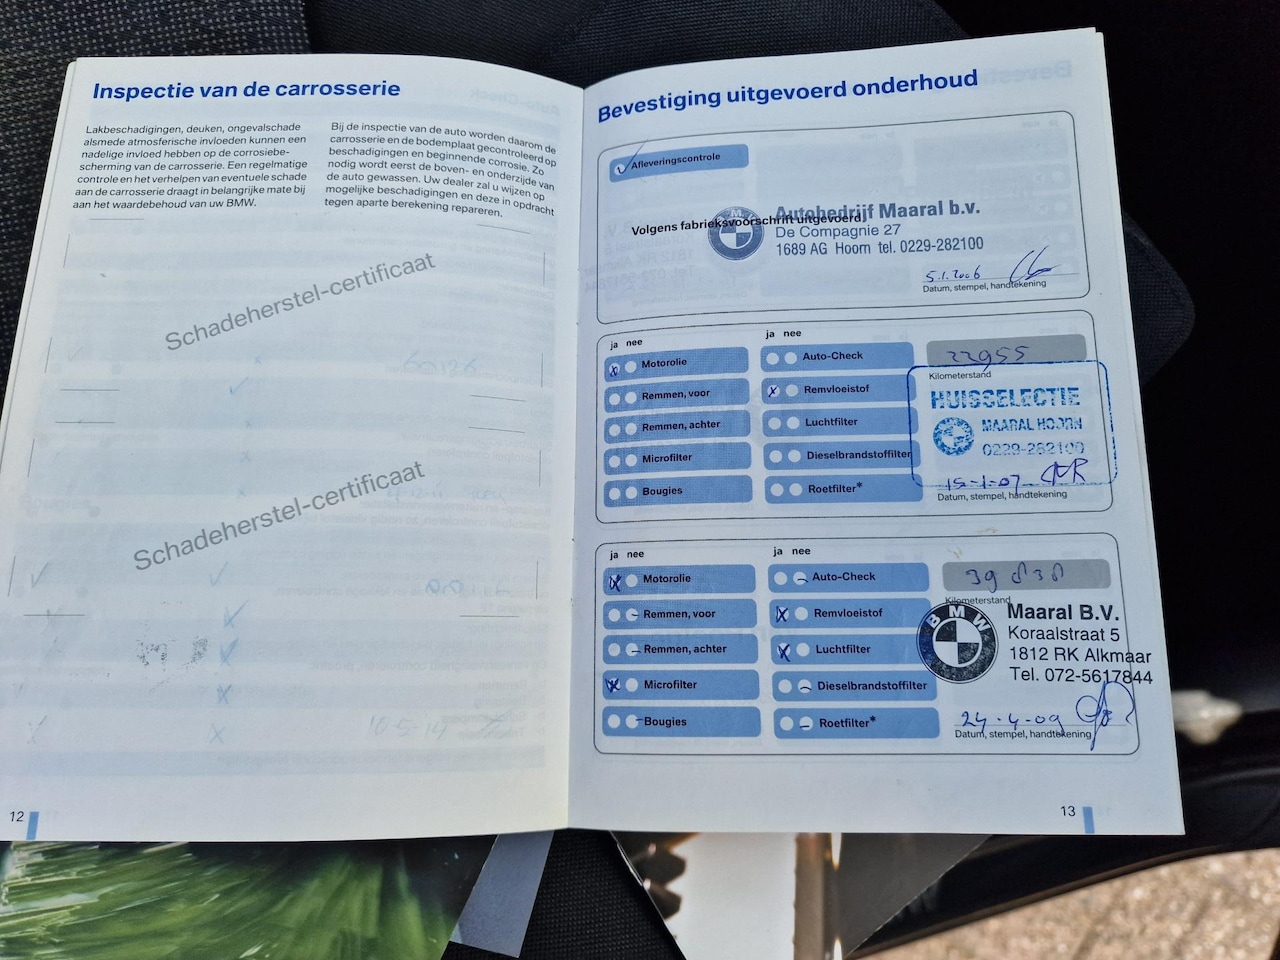 Inspectie van de carrosserie
Lakbeschadigingen, deuken, ongevalschade
alsmede atmosferische invloeden kunnen een
nadelige invloed hebben op de corrosiebe-
scherming van de carrosserie. Een regelmatige
controle en het verhelpen van eventuele schade
aan de carrosserie draagt in belangrijke mate bij
aan het waardebehoud van uw BMW.
Bij de inspectie van de auto worden daarom de
carrosserie en de bodemplaat gecontroleerd op
beschadigingen en beginnende corrosie. Zo
nodig wordt eerst de boven- en onderzijde van
de auto gewassen. Uw dealer zal u wijzen op
mogelijke beschadigingen en deze in opdracht
tegen aparte berekening repareren.
Schadeherstel-certificaat
Schadeherstel-certificaat
12
Bevestiging uitgevoerd onderhoud
Afleveringscontrole
Volgens fabrieksvoorschrift uitgevoerd.
BMW
Autobedrijf Maaral b.v.
De Compagnie 27
1689 AG Hoorn tel. 0229-282100
5.1.2006
Datum, stempel, handtekening
ja nee
ja nee
Motorolie
Remmen, voor
Remmen, achter
Microfilter
Bougies
Auto-Check
Remvloeistof
Luchtfilter
Dieselbrandstoffilter
Roetfilter*
22955
Kilometerstand
HUISSELECTIE
MAARAL HOORN
0229-282100
15-1-07
Datum, stempel, handtekening
ja nee
ja nee
Motorolie
Remmen, voor
Remmen, achter
Microfilter
Bougies
Auto-Check
Remvloeistof
Luchtfilter
Dieselbrandstoffilter
Roetfilter*
Kilometerstand
BMW
Maaral B.V.
Koraalstraat 5
1812 RK Alkmaar
Tel. 072-5617844
24-4-09
Datum, stempel, handtekening
13